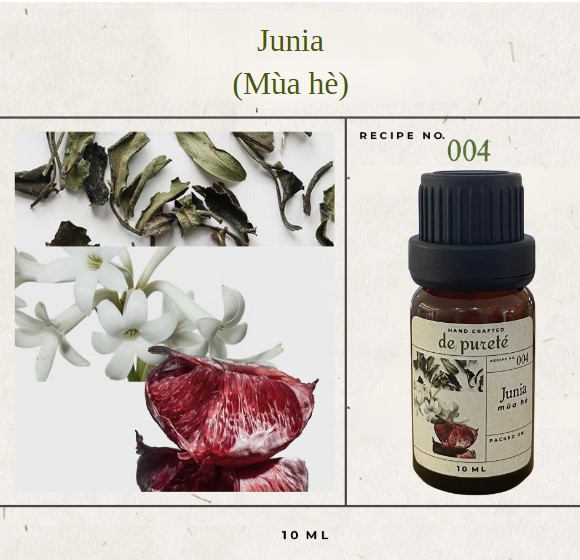 Junia
(Mùa hè)
RECIPE NO.
004
HAND CRAFTED
de pureté
RECIPE NO.
004
Junia
mùa hè
PACKED ON
10 ML
10 ML